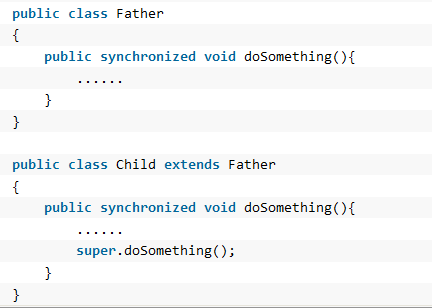 public class Father
{
    public synchronized void doSomething(){
        ......
    }
}

public class Child extends Father
{
    public synchronized void doSomething(){
        ......
        super.doSomething();
    }
}